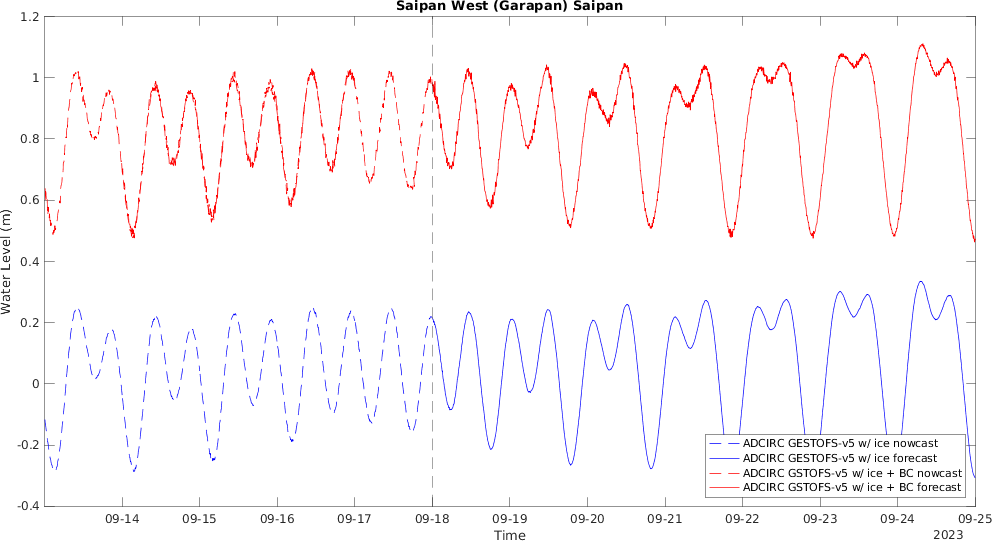 Saipan West (Garapan) Saipan
1.2
1
0.8
0.6
0.4
0.2
0
-0.2
-0.4
Water Level (m)
ADCIRC GESTOFS-v5 w/ ice nowcast
ADCIRC GESTOFS-v5 w/ ice forecast
ADCIRC GSTOFS-v5 w/ ice + BC nowcast
ADCIRC GSTOFS-v5 w/ ice + BC forecast
09-14 09-15 09-16 09-17 09-18 09-19 09-20 09-21 09-22 09-23 09-24 09-25
Time
2023